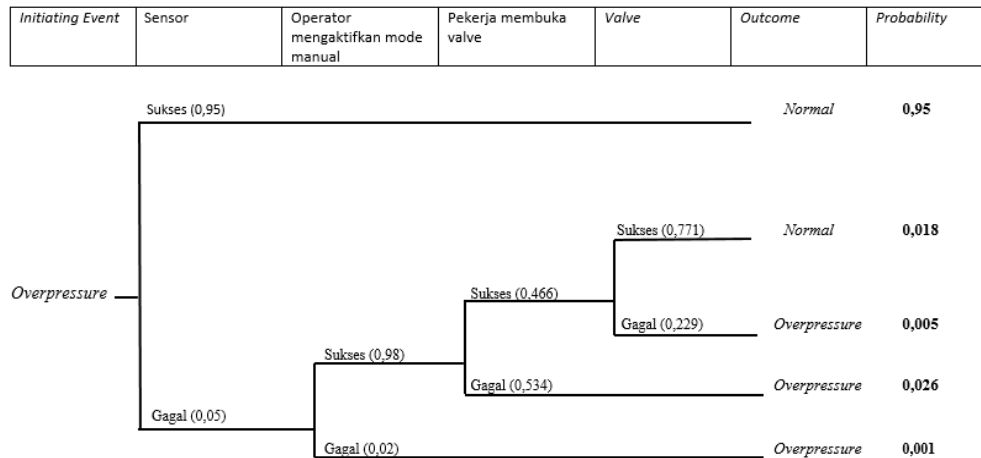 Initiating Event Sensor Operator mengaktifkan mode manual Pekerja membuka valve Valve Outcome Probability
Sukses (0,95) Normal 0,95
Sukses (0,771) Normal 0,018
Overpressure
Sukses (0,466)
Gagal (0,229) Overpressure 0,005
Sukses (0,98)
Gagal (0,534) Overpressure 0,026
Gagal (0,05)
Gagal (0,02) Overpressure 0,001